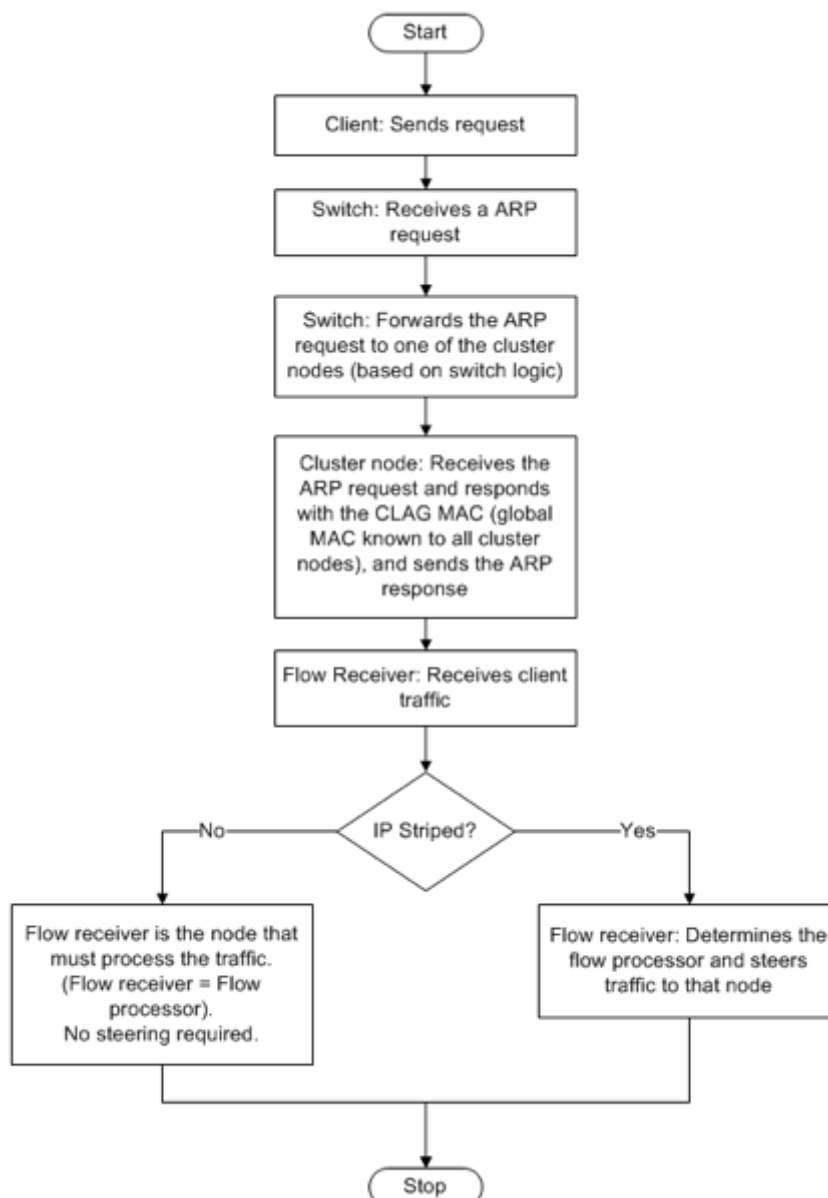 Start
Client: Sends request
Switch: Receives a ARP
request
Switch: Forwards the ARP
request to one of the cluster
nodes (based on switch logic)
Cluster node: Receives the
ARP request and responds
with the CLAG MAC (global
MAC known to all cluster
nodes), and sends the ARP
response
Flow Receiver: Receives client
traffic
IP Striped?
No
Yes
Flow receiver is the node that
must process the traffic.
(Flow receiver = Flow
processor).
No steering required.
Flow receiver: Determines the
flow processor and steers
traffic to that node
Stop